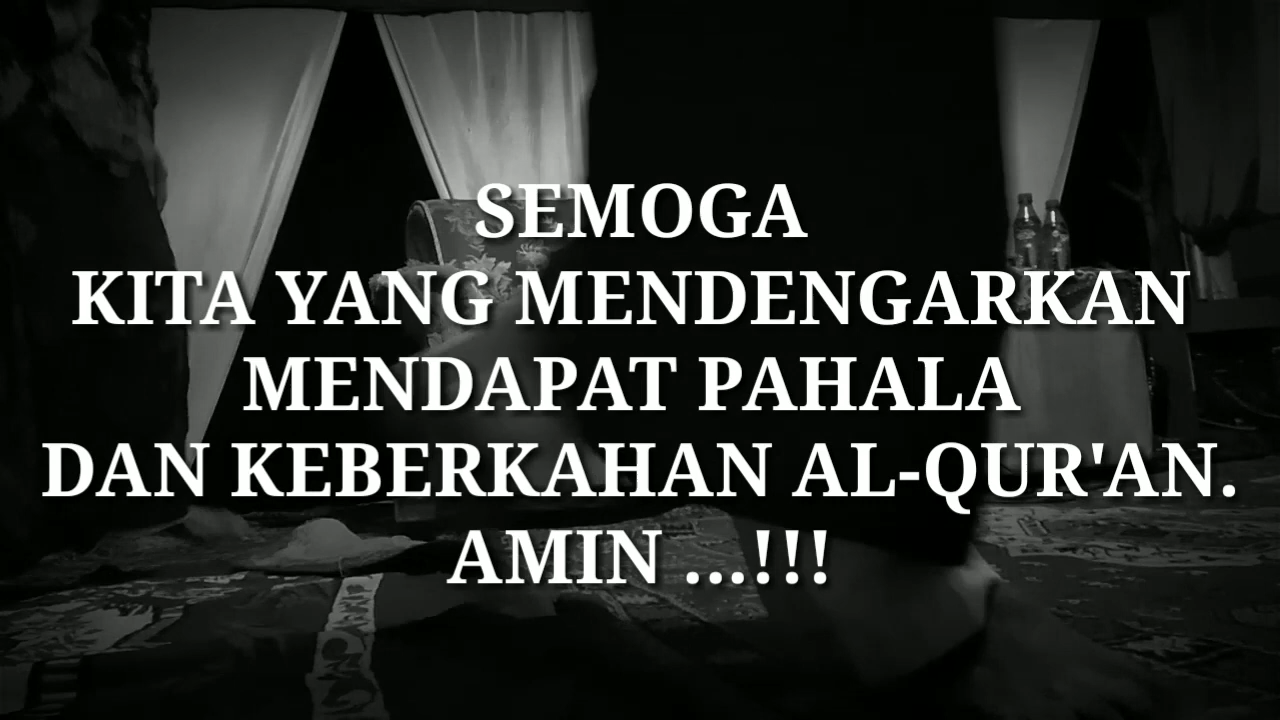 SEMOGA
KITA YANG MENDENGARKAN
MENDAPAT PAHALA
DAN KEBERKAHAN AL-QUR'AN.
AMIN ...!!!